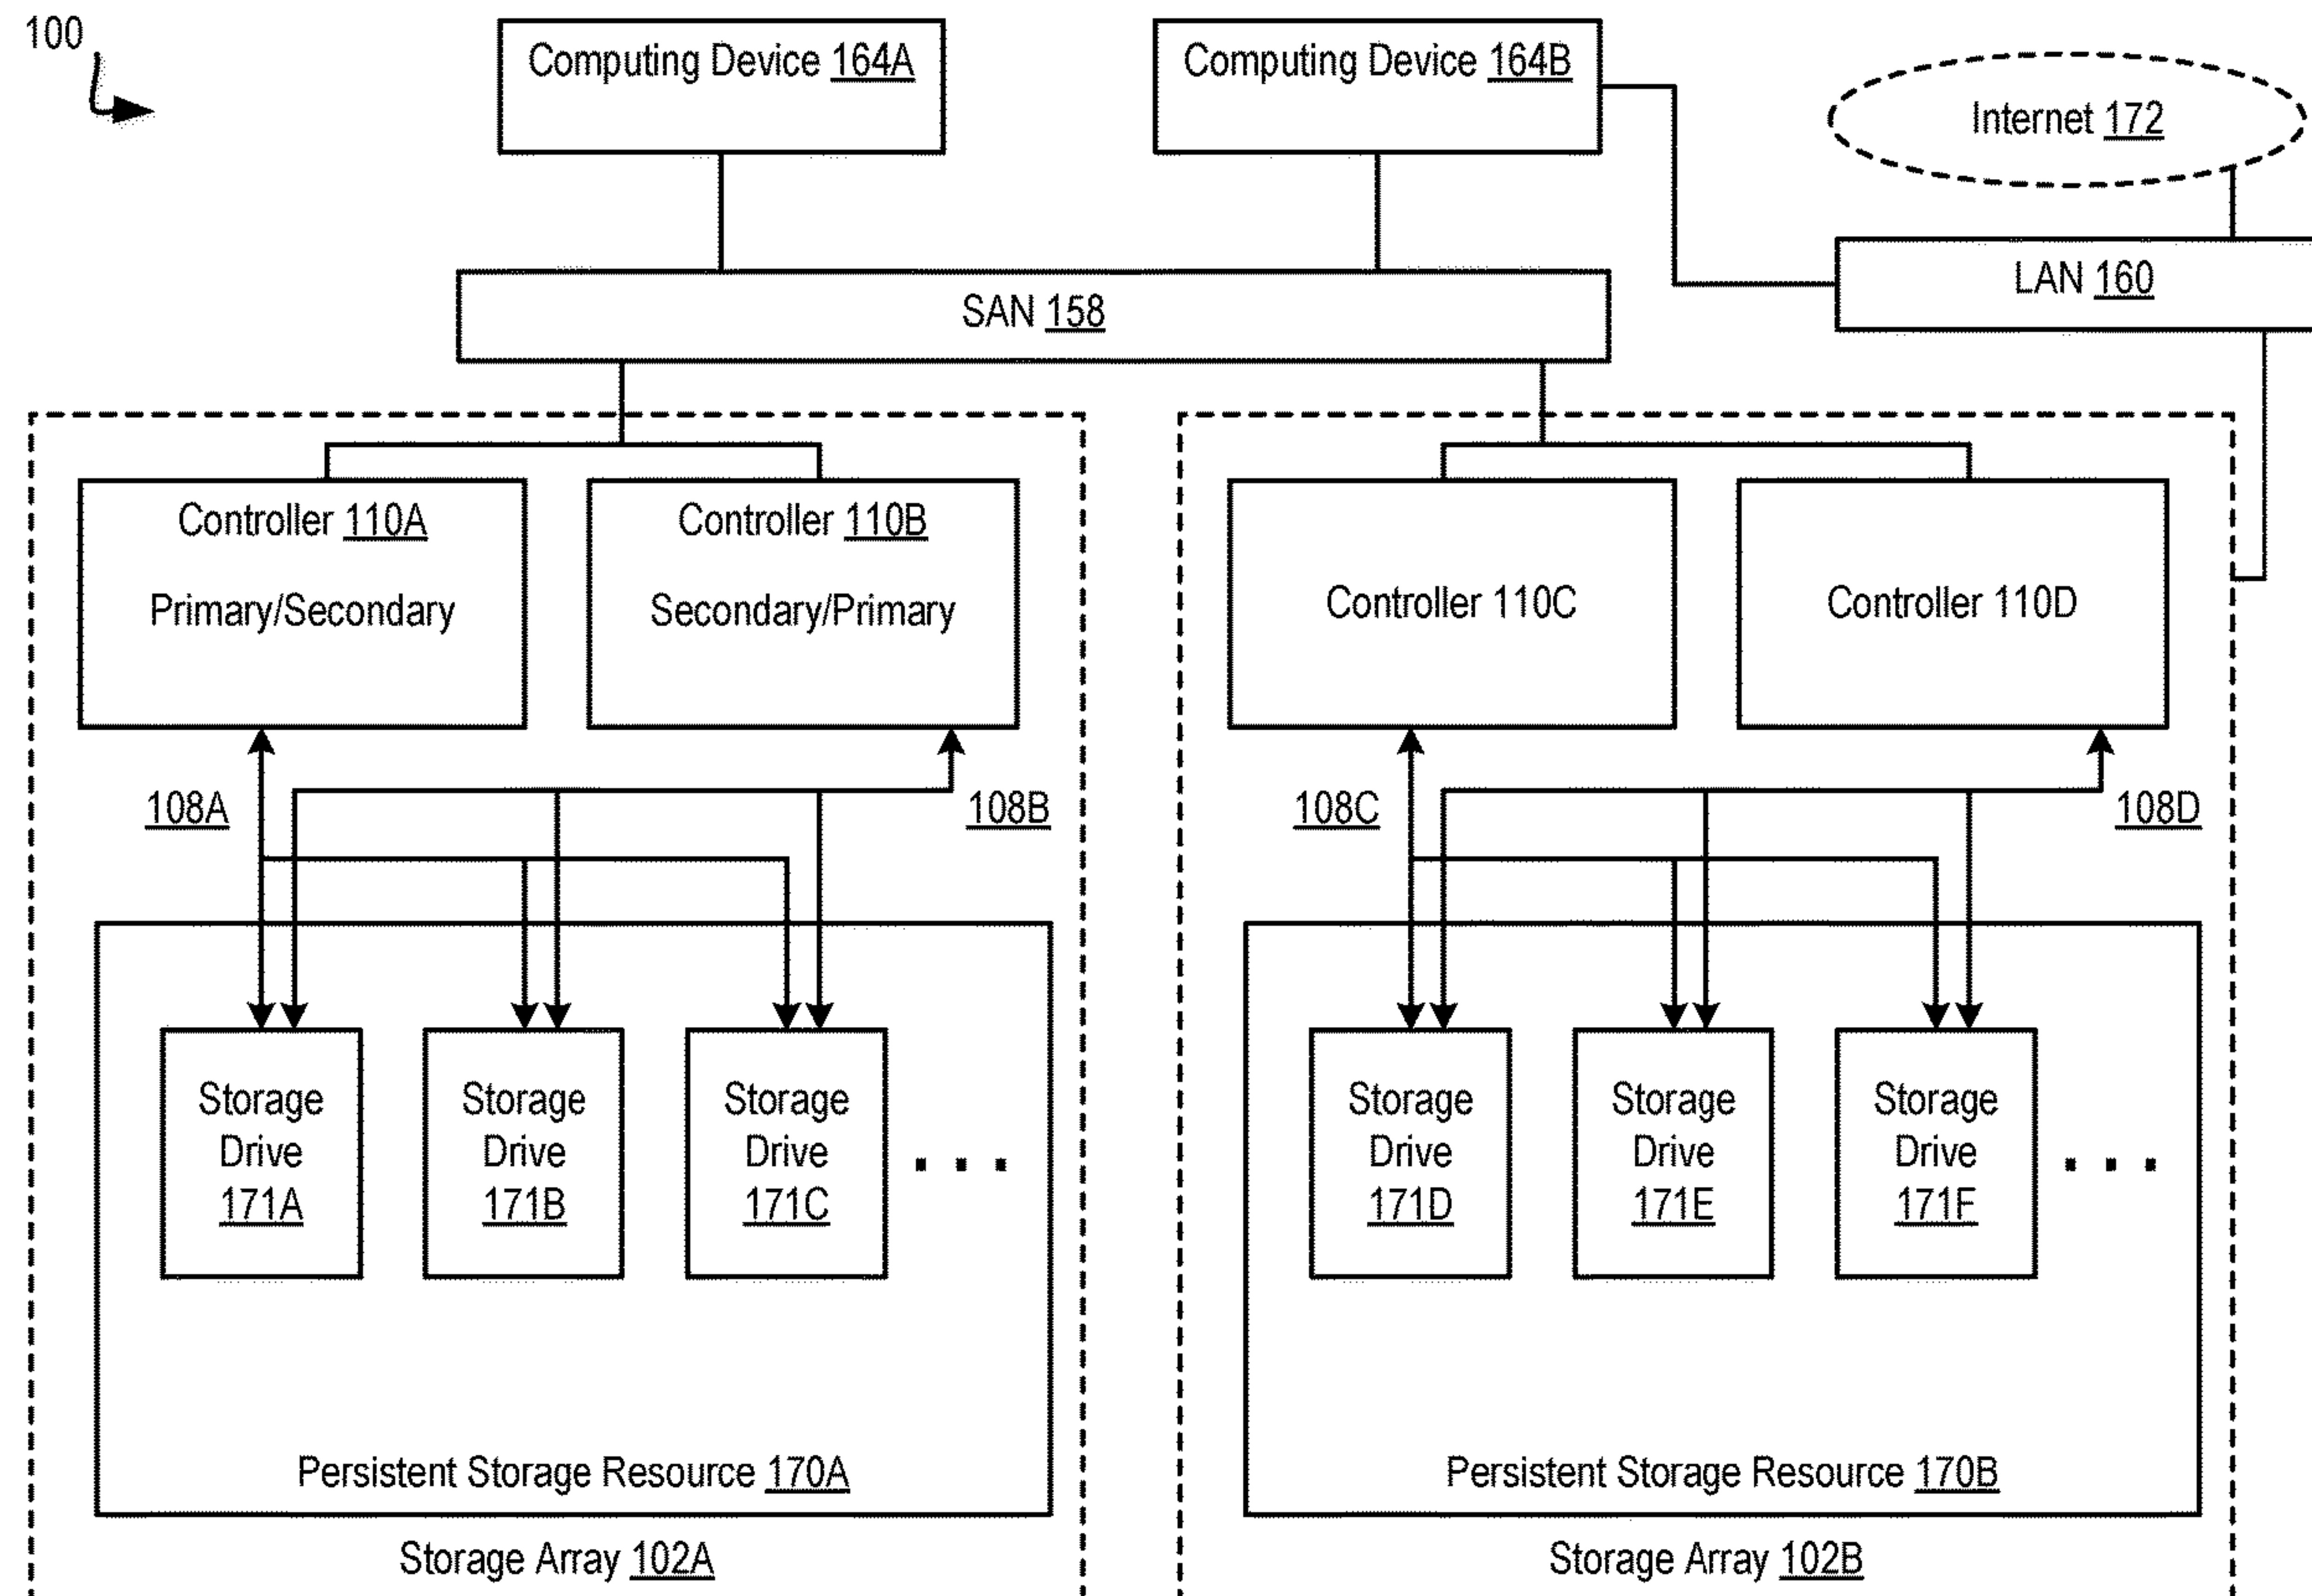 100
Computing Device 164A
Computing Device 164B
Internet 172
LAN 160
SAN 158
Controller 110A
Primary/Secondary
Controller 110B
Secondary/Primary
Controller 110C
Controller 110D
108A
108B
108C
108D
Storage
Drive
171A
Storage
Drive
171B
Storage
Drive
171C
Storage
Drive
171D
Storage
Drive
171E
Storage
Drive
171F
Persistent Storage Resource 170A
Persistent Storage Resource 170B
Storage Array 102A
Storage Array 102B